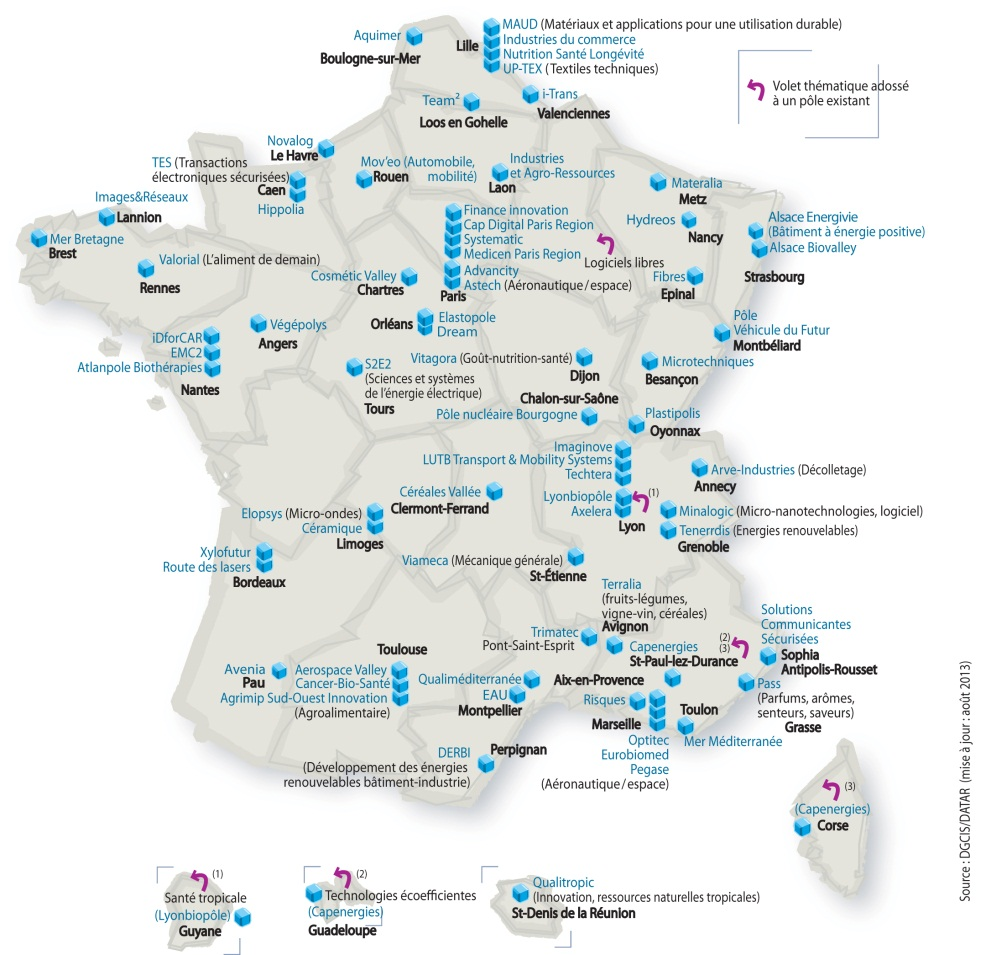 MAUD (Matériaux et applications pour une utilisation durable)
Industries du commerce
Nutrition Santé Longévité
UP-TEX (Textiles techniques)
Lille
Aquimer
Boulogne-sur-Mer
Volet thématique adossé
à un pôle existant
Team²
Loos en Gohelle
i-Trans
Valenciennes
Novalog
Le Havre
TES (Transactions
électroniques sécurisées)
Caen
Hippolia
Mov'eo (Automobile,
mobilité)
Rouen
Industries
et Agro-Ressources
Laon
Materalia
Metz
Images&Réseaux
Lannion
Mer Bretagne
Brest
Valorial (L'aliment de demain)
Rennes
Finance innovation
Cap Digital Paris Region
Systematic
Medicen Paris Region
Advancity
Astech (Aéronautique/espace)
Paris
Logiciels libres
Hydreos
Nancy
Alsace Energivie
(Bâtiment à énergie positive)
Alsace Biovalley
Strasbourg
Cosmétic Valley
Chartres
Fibres
Epinal
Orléans
Elastopole
Dream
Pôle
Véhicule du Futur
Montbéliard
Végépolys
Angers
iDforCAR
EMC2
Atlanpole Biothérapies
Nantes
S2E2
(Sciences et systèmes
de l'énergie électrique)
Tours
Vitagora (Goût-nutrition-santé)
Dijon
Microtechniques
Besançon
Chalon-sur-Saône
Pôle nucléaire Bourgogne
Plastipolis
Oyonnax
Imaginove
LUTB Transport & Mobility Systems
Techtera
Lyonbiopôle
(1)
Axelera
Lyon
Arve-Industries (Décolletage)
Annecy
Céréales Vallée
Clermont-Ferrand
Minalogic (Micro-nanotechnologies, logiciel)
Tenerrdis (Energies renouvelables)
Grenoble
Elopsys (Micro-ondes)
Céramique
Limoges
Xylofutur
Route des lasers
Bordeaux
Viameca (Mécanique générale)
St-Étienne
Terralia
(fruits-légumes,
vigne-vin, céréales)
Avignon
Trimatec
Pont-Saint-Esprit
Capenergies
St-Paul-lez-Durance
(2)
(3)
Solutions
Communicantes
Sécurisées
Sophia
Antipolis-Rousset
Toulouse
Avenia
Pau
Aerospace Valley
Cancer-Bio-Santé
Agrimip Sud-Ouest Innovation
(Agroalimentaire)
Qualiméditerranée
EAU
Montpellier
Aix-en-Provence
Risques
Marseille
Optitec
Eurobiomed
Pegase
(Aéronautique/espace)
Toulon
Mer Méditerranée
Pass
(Parfums, arômes,
senteurs, saveurs)
Grasse
DERBI
(Développement des énergies
renouvelables bâtiment-industrie)
Perpignan
(3)
(Capenergies)
Corse
(1)
Santé tropicale
(Lyonbiopôle)
Guyane
(2)
Technologies écoefficientes
(Capenergies)
Guadeloupe
Qualitropic
(Innovation, ressources naturelles tropicales)
St-Denis de la Réunion
Source : DGCIS/DATAR (mise à jour : août 2013)